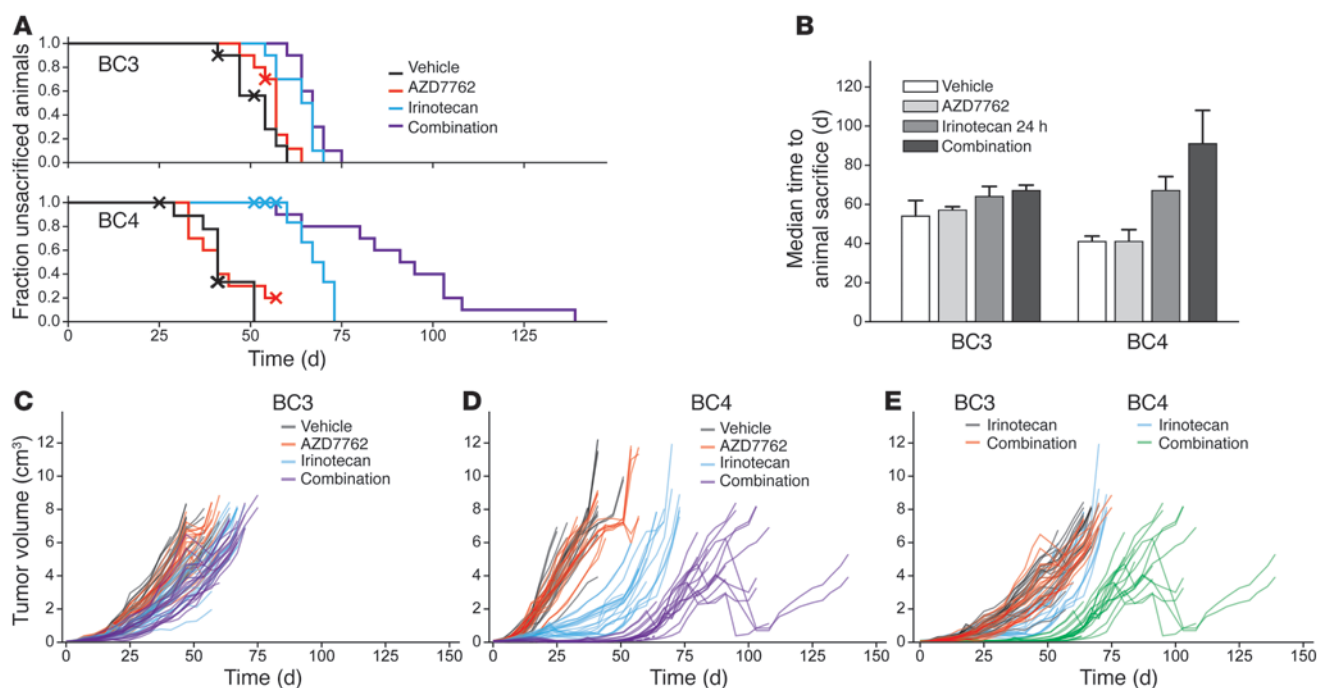 A
BC3
Vehicle
AZD7762
Irinotecan
Combination
1.0
0.8
0.6
0.4
0.2
0.0
0 25 50 75 100 125
BC4
1.0
0.8
0.6
0.4
0.2
0.0
Fraction unsacrificed animals
0 25 50 75 100 125
Time (d)
B
Vehicle
AZD7762
Irinotecan 24 h
Combination
120
100
80
60
40
20
0
Median time to
animal sacrifice (d)
BC3 BC4
C
BC3
Vehicle
AZD7762
Irinotecan
Combination
12
10
8
6
4
2
0
Tumor volume (cm³)
0 25 50 75 100 125 150
Time (d)
D
BC4
Vehicle
AZD7762
Irinotecan
Combination
12
10
8
6
4
2
0
0 25 50 75 100 125 150
Time (d)
E
BC3 BC4
Irinotecan Irinotecan
Combination Combination
12
10
8
6
4
2
0
0 25 50 75 100 125 150
Time (d)